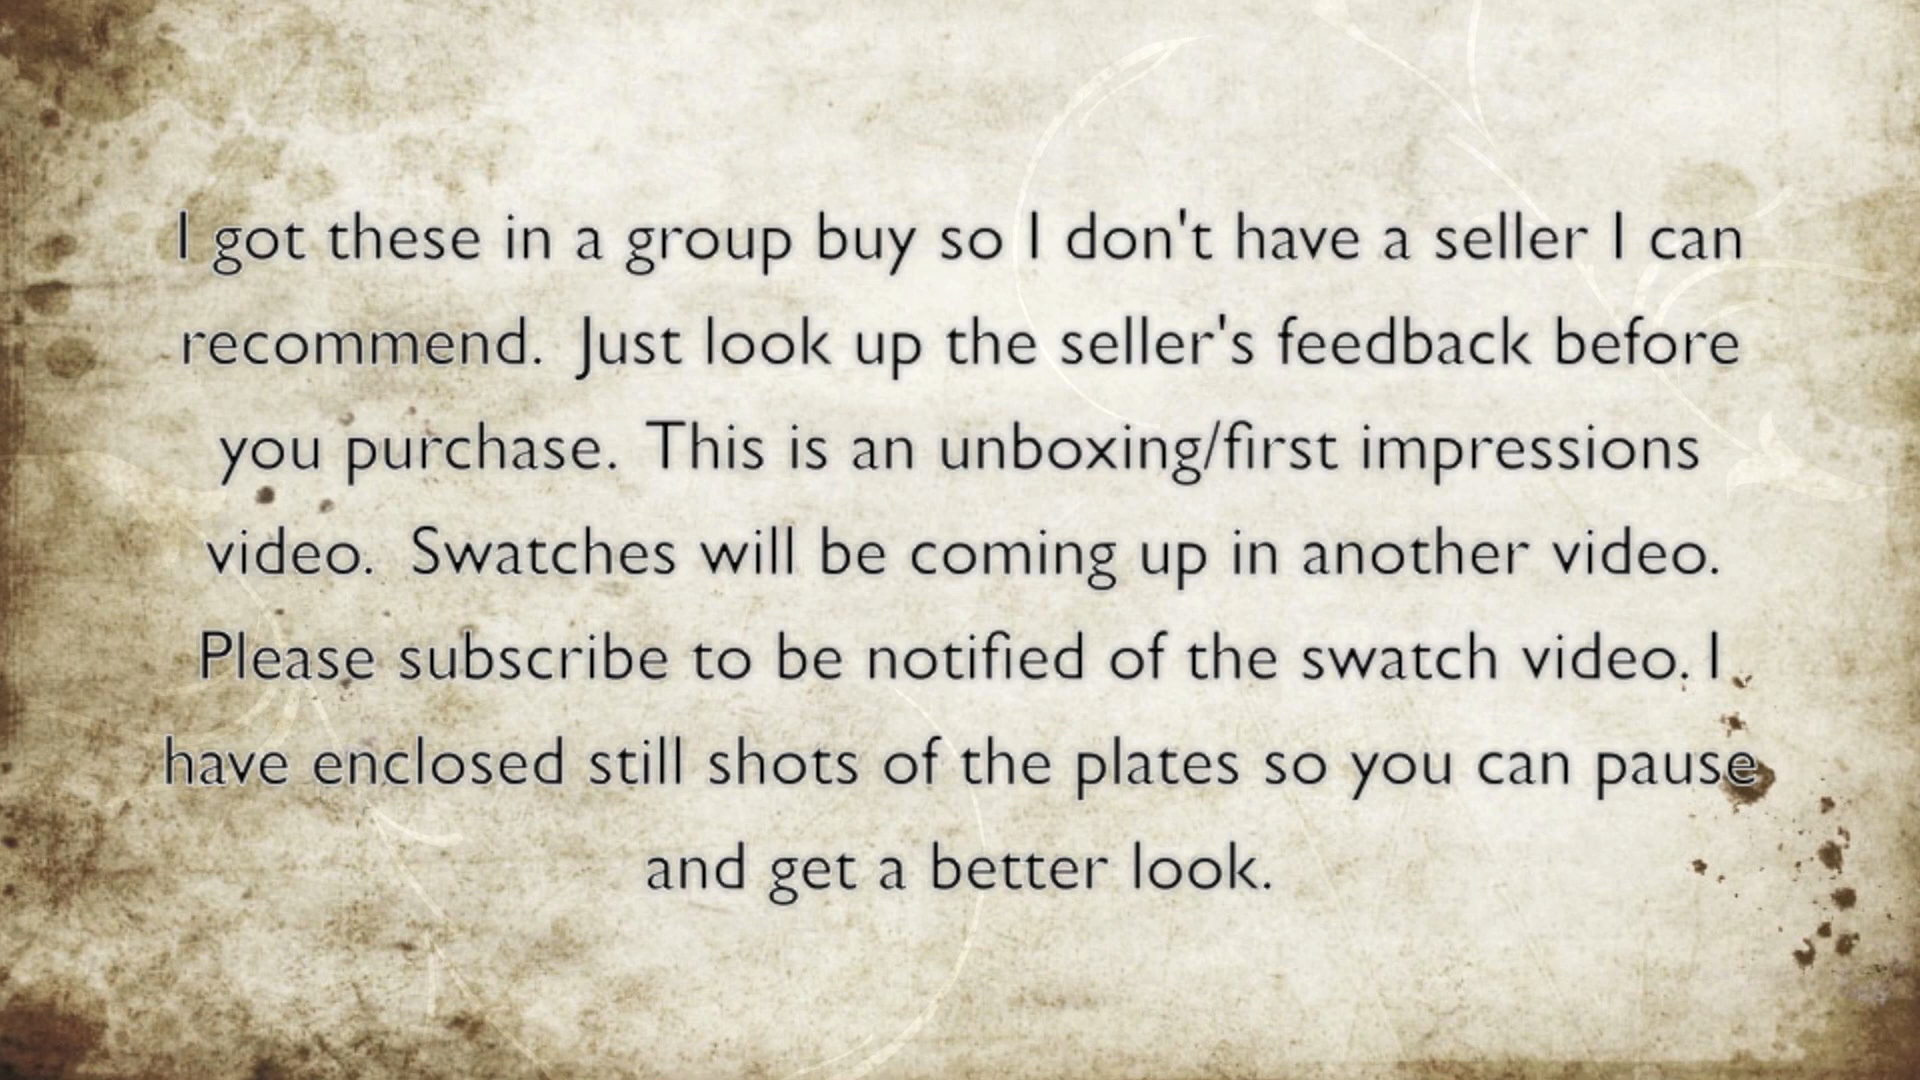 I got these in a group buy so I don't have a seller I can
recommend. Just look up the seller's feedback before
you purchase. This is an unboxing/first impressions
video. Swatches will be coming up in another video.
Please subscribe to be notified of the swatch video. I
have enclosed still shots of the plates so you can pause
and get a better look.